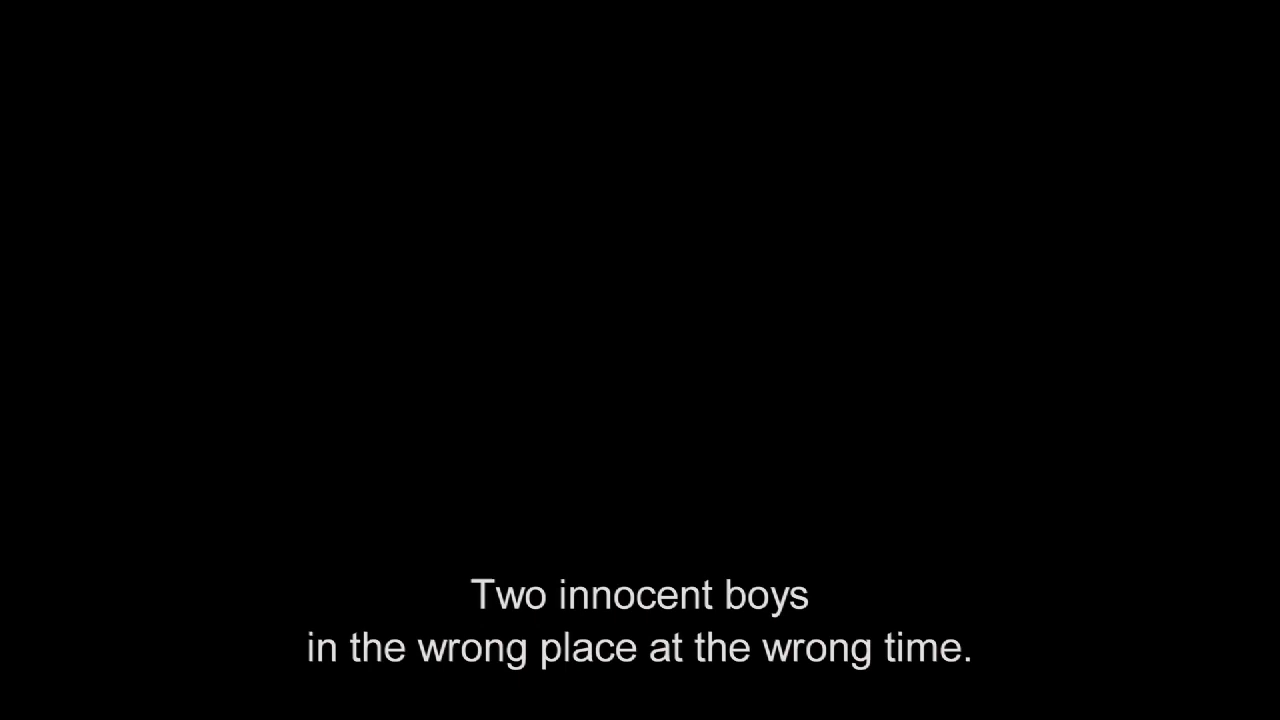 Two innocent boys
in the wrong place at the wrong time.